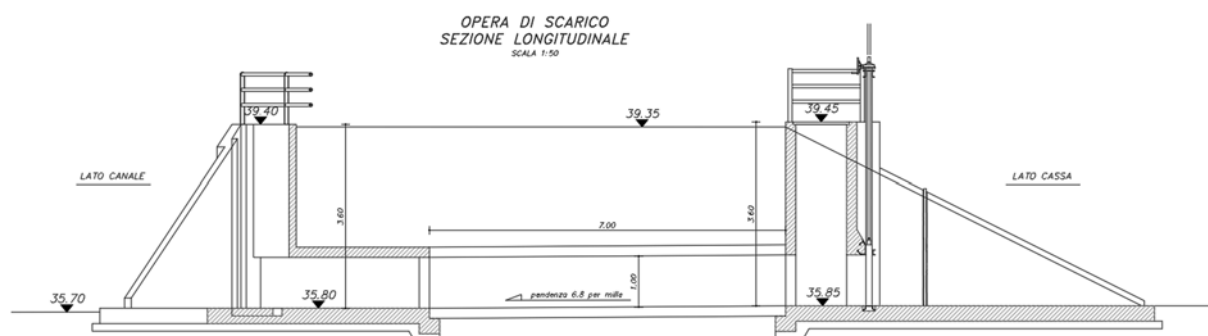 OPERA DI SCARICO
SEZIONE LONGITUDINALE
SCALA 1:50
39.40
39.35
39.45
LATO CANALE
LATO CASSA
3.60
7.00
3.60
1.00
35.70
35.80
pendenza 6.8 per mille
35.85